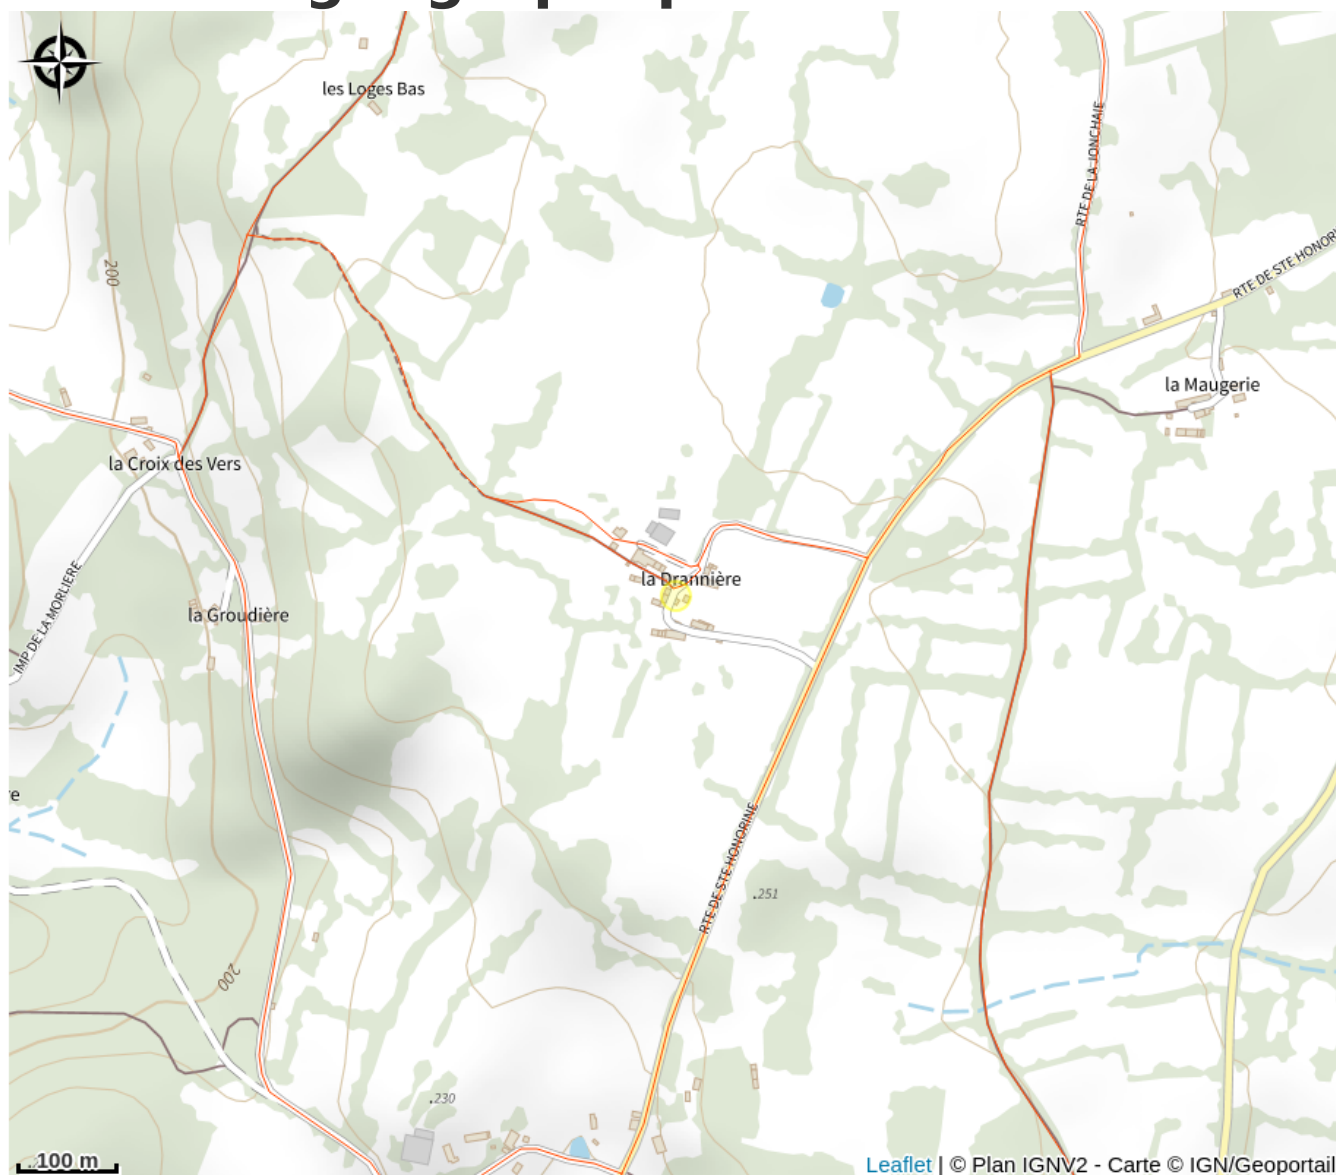 les Loges Bas
RTE DE LA JONCHAIE
RTE DE STE HONORI
200
la Maugerie
la Croix des Vers
IMP DE LA MORLIERE
la Drannière
la Groudière
re
RTE DE STE HONORINE
.251
200
.230
100 m
Leaflet | © Plan IGNV2 - Carte © IGN/Geoportail